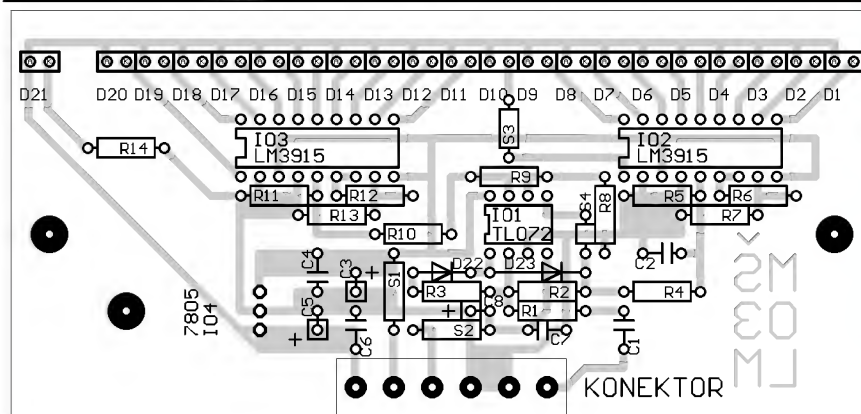 D21 D20 D19 D18 D17 D16 D15 D14 D13 D12 D11 D10 D9 D8 D7 D6 D5 D4 D3 D2 D1
S3
IO3
LM3915
IO2
LM3915
R14
R9
R11 R12 R5 R6
S4 R8
R13 IO1 R7
TL072
R10
C4 C3 + S1 D22 D23 C2
R3 R2 R4
7805
IO4
C5 + C8 R1
+ C6 S2 C7 C1
KONEKTOR